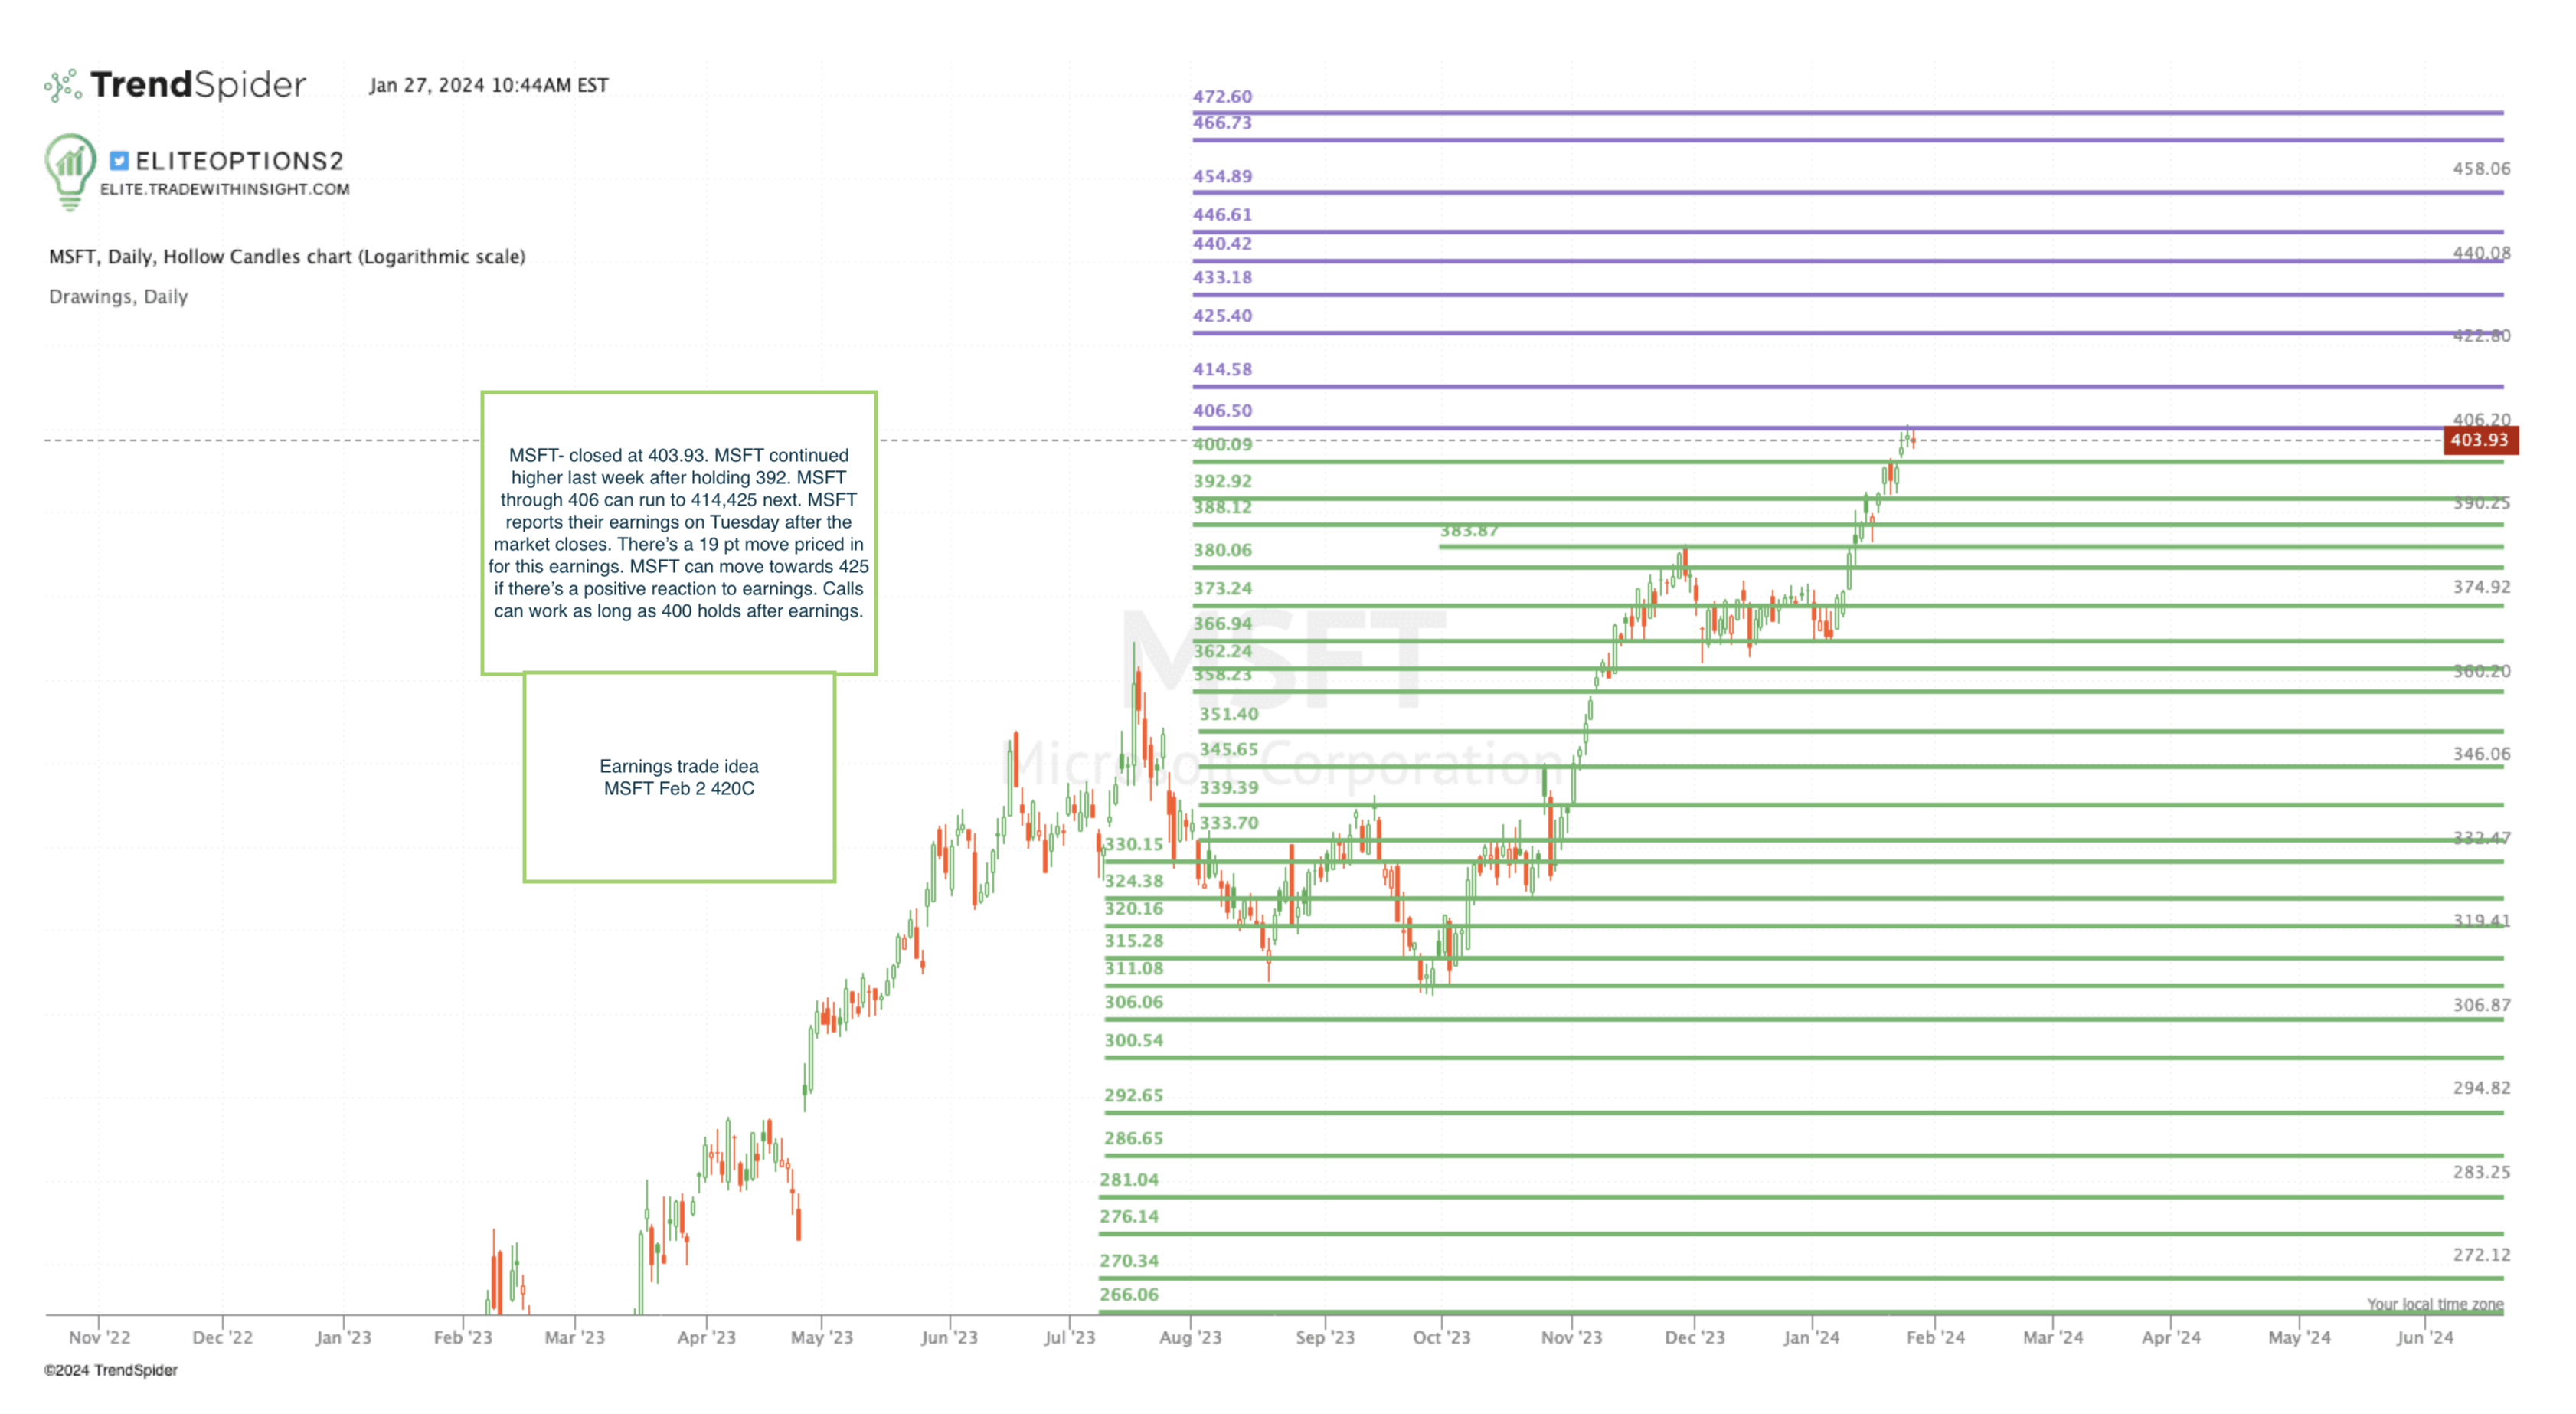 TrendSpider Jan 27, 2024 10:44AM EST
ELITEOPTIONS2
ELITE.TRADEWITHINSIGHT.COM
MSFT, Daily, Hollow Candles chart (Logarithmic scale)
Drawings, Daily
MSFT- closed at 403.93. MSFT continued
higher last week after holding 392. MSFT
through 406 can run to 414,425 next. MSFT
reports their earnings on Tuesday after the
market closes. There's a 19 pt move priced in
for this earnings. MSFT can move towards 425
if there's a positive reaction to earnings. Calls
can work as long as 400 holds after earnings.
Earnings trade idea
MSFT Feb 2 420C
MSFT
Microsoft Corporation
472.60
466.73
454.89
446.61
440.42
433.18
425.40
414.58
406.50
400.09
392.92
388.12
383.87
380.06
373.24
366.94
362.24
358.23
351.40
345.65
339.39
333.70
330.15
324.38
320.16
315.28
311.08
306.06
300.54
292.65
286.65
281.04
276.14
270.34
266.06
458.06
440.08
422.80
406.20
403.93
390.25
374.92
360.20
346.06
332.47
319.41
306.87
294.82
283.25
272.12
Your local time zone
Nov '22 Dec '22 Jan '23 Feb '23 Mar '23 Apr '23 May '23 Jun '23 Jul '23 Aug '23 Sep '23 Oct '23 Nov '23 Dec '23 Jan '24 Feb '24 Mar '24 Apr '24 May '24 Jun '24
©2024 TrendSpider